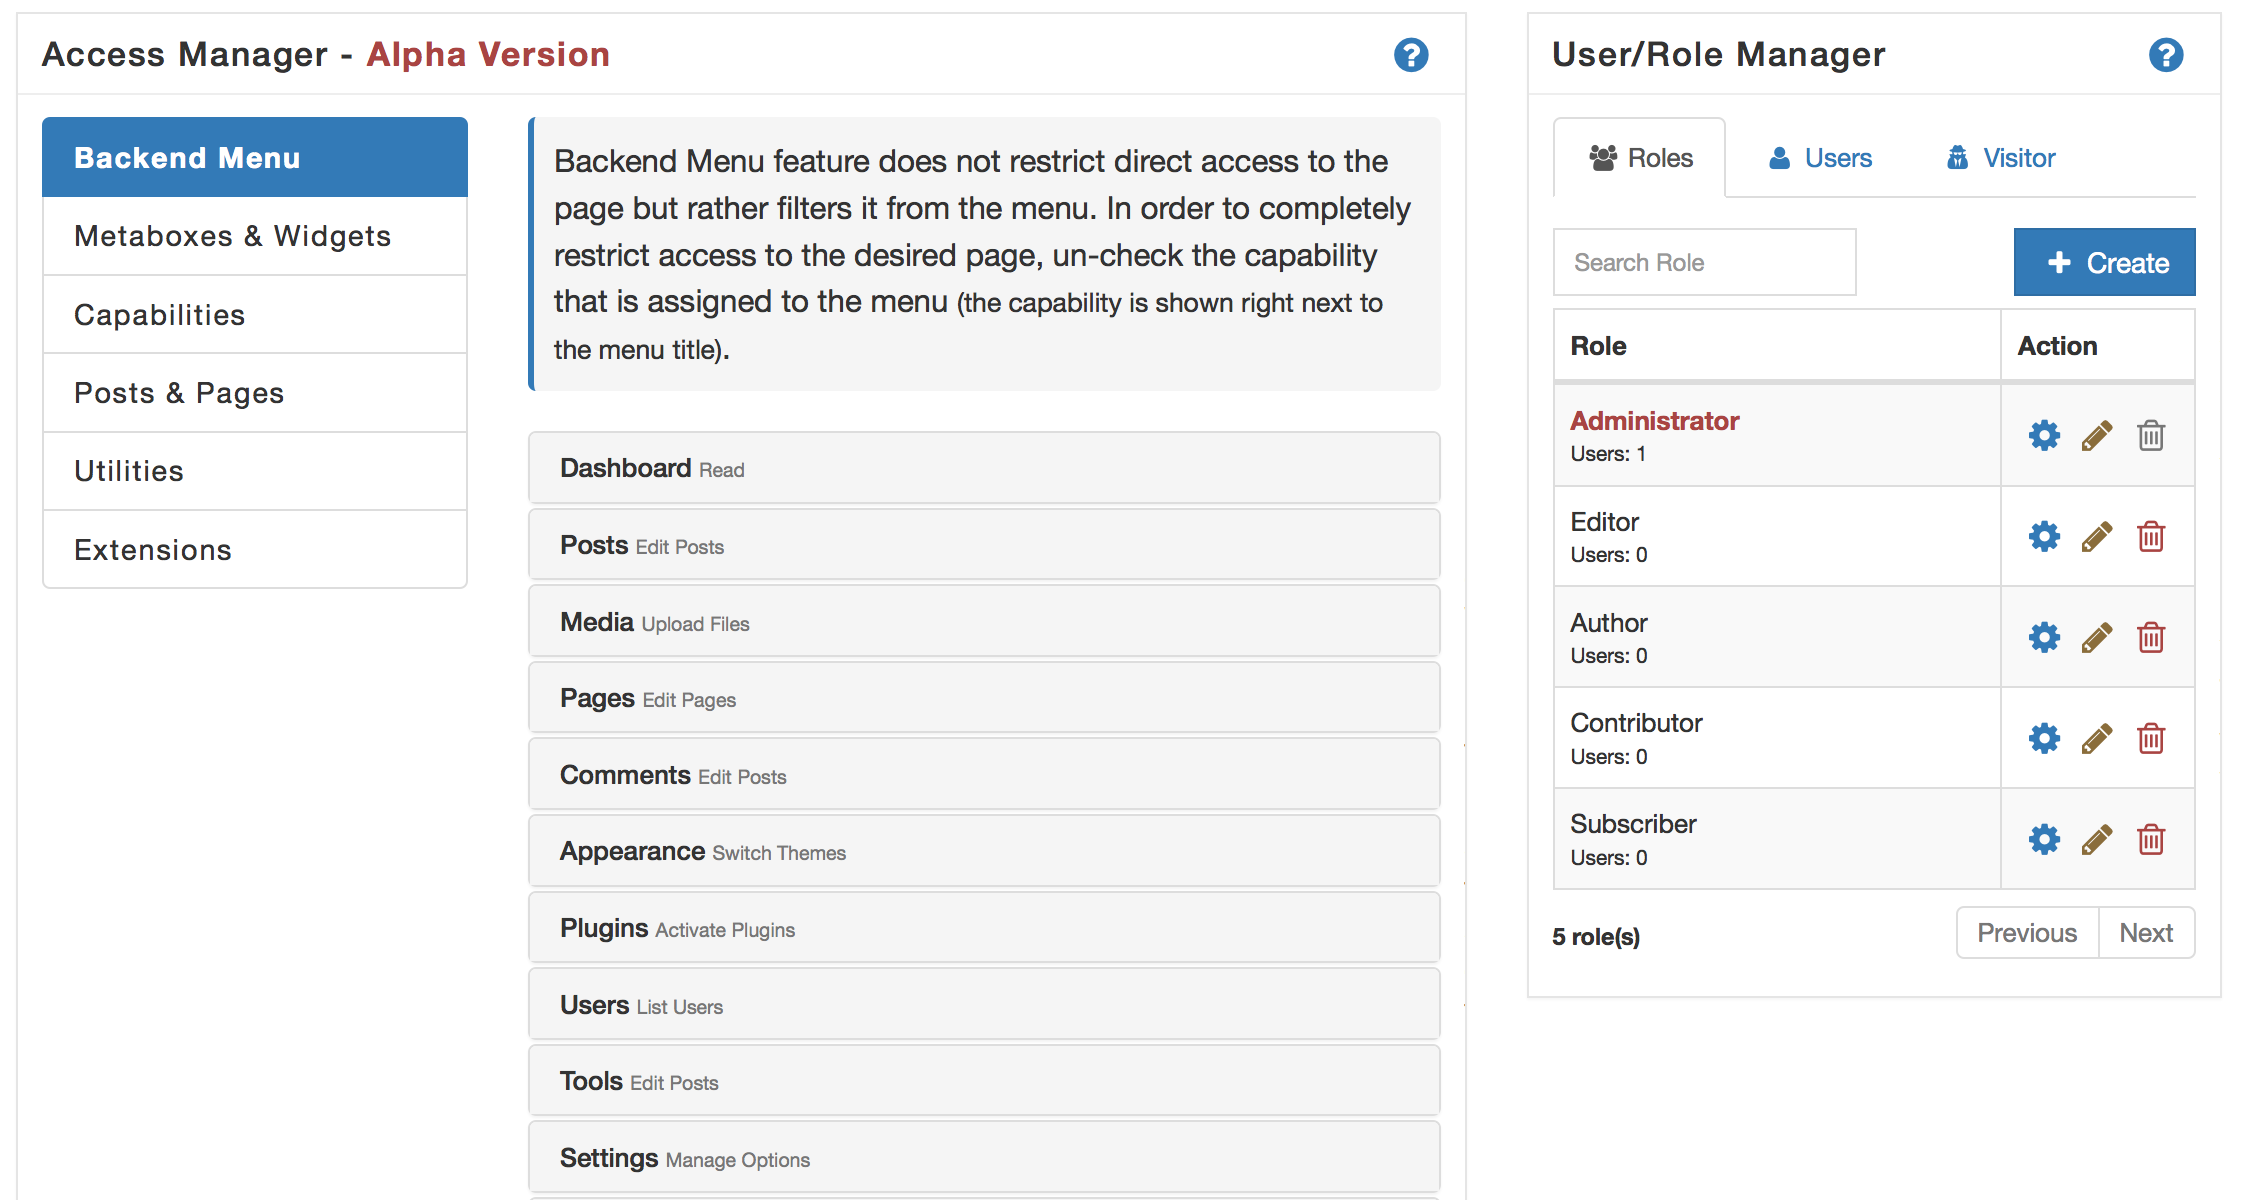 Access Manager - Alpha Version
Backend Menu
Metaboxes & Widgets
Capabilities
Posts & Pages
Utilities
Extensions
Backend Menu feature does not restrict direct access to the
page but rather filters it from the menu. In order to completely
restrict access to the desired page, un-check the capability
that is assigned to the menu (the capability is shown right next to
the menu title).
Dashboard Read
Posts Edit Posts
Media Upload Files
Pages Edit Pages
Comments Edit Posts
Appearance Switch Themes
Plugins Activate Plugins
Users List Users
Tools Edit Posts
Settings Manage Options
User/Role Manager
Roles Users Visitor
Search Role + Create
Role Action
Administrator
Users: 1
Editor
Users: 0
Author
Users: 0
Contributor
Users: 0
Subscriber
Users: 0
5 role(s) Previous Next